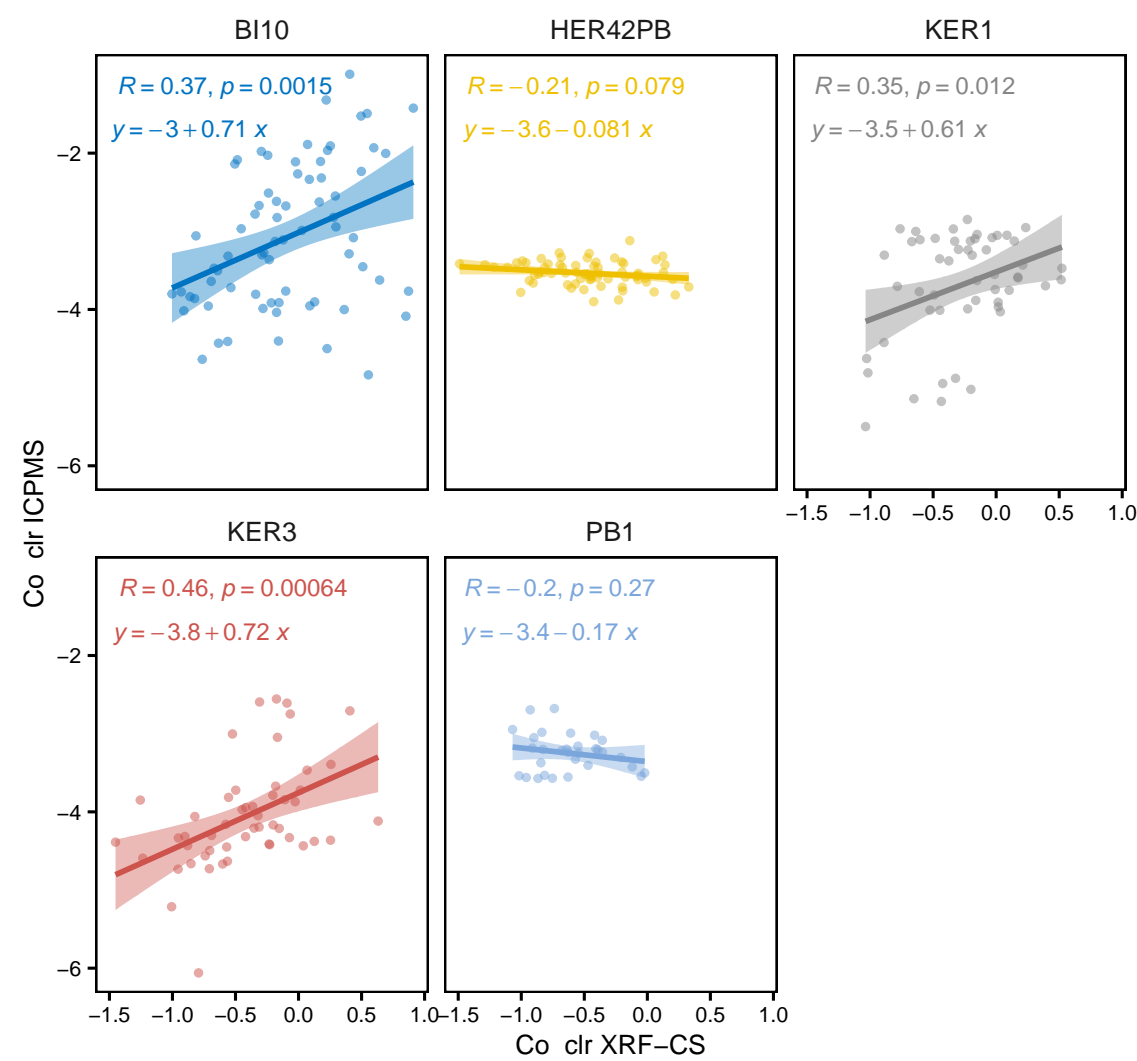 BI10 HER42PB KER1
R = 0.37, p = 0.0015 R = −0.21, p = 0.079 R = 0.35, p = 0.012
y = −3 + 0.71 x y = −3.6 − 0.081 x y = −3.5 + 0.61 x
−2
−4
−6
−1.5 −1.0 −0.5 0.0 0.5 1.0
Co clr ICPMS
KER3 PB1
R = 0.46, p = 0.00064 R = −0.2, p = 0.27
y = −3.8 + 0.72 x y = −3.4 − 0.17 x
−2
−4
−6
−1.5 −1.0 −0.5 0.0 0.5 1.0 −1.5 −1.0 −0.5 0.0 0.5 1.0
Co clr XRF−CS